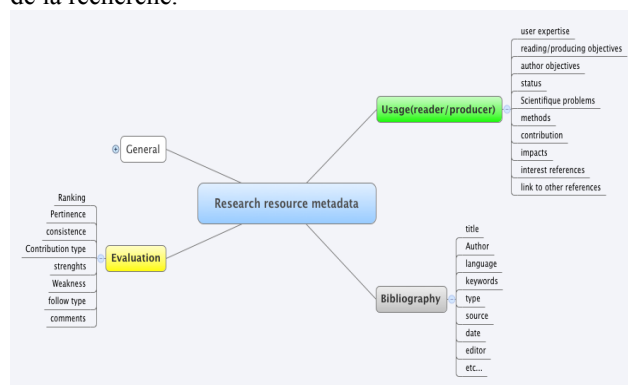 de la recherche.
user expertise
reading/producing objectives
author objectives
status
Usage(reader/producer)
Scientifique problems
methods
contribution
impacts
interest references
link to other references
General
Research resource metadata
Ranking
Pertinence
consistence
Contribution type
Evaluation
strenghts
Weakness
follow type
comments
title
Author
language
keywords
Bibliography
type
source
date
editor
etc...